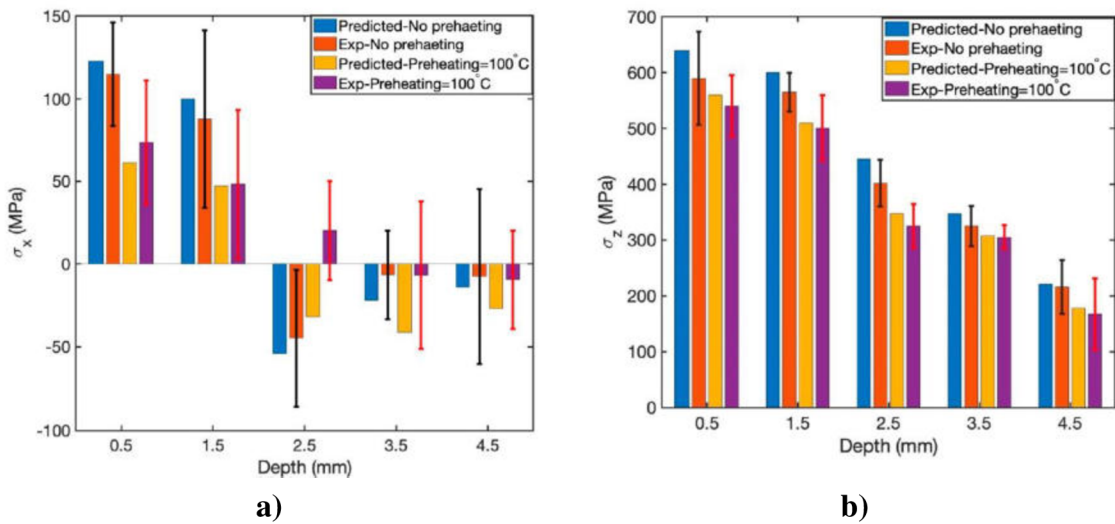 150
100
50
0
-50
-100
σx (MPa)
Predicted-No prehaeting
Exp-No prehaeting
Predicted-Preheating=100°C
Exp-Preheating=100°C
0.5 1.5 2.5 3.5 4.5
Depth (mm)
a)
700
600
500
400
300
200
100
0
σz (MPa)
Predicted-No preheating
Exp-No preheating
Predicted-Preheating=100°C
Exp-Preheating=100°C
0.5 1.5 2.5 3.5 4.5
Depth (mm)
b)